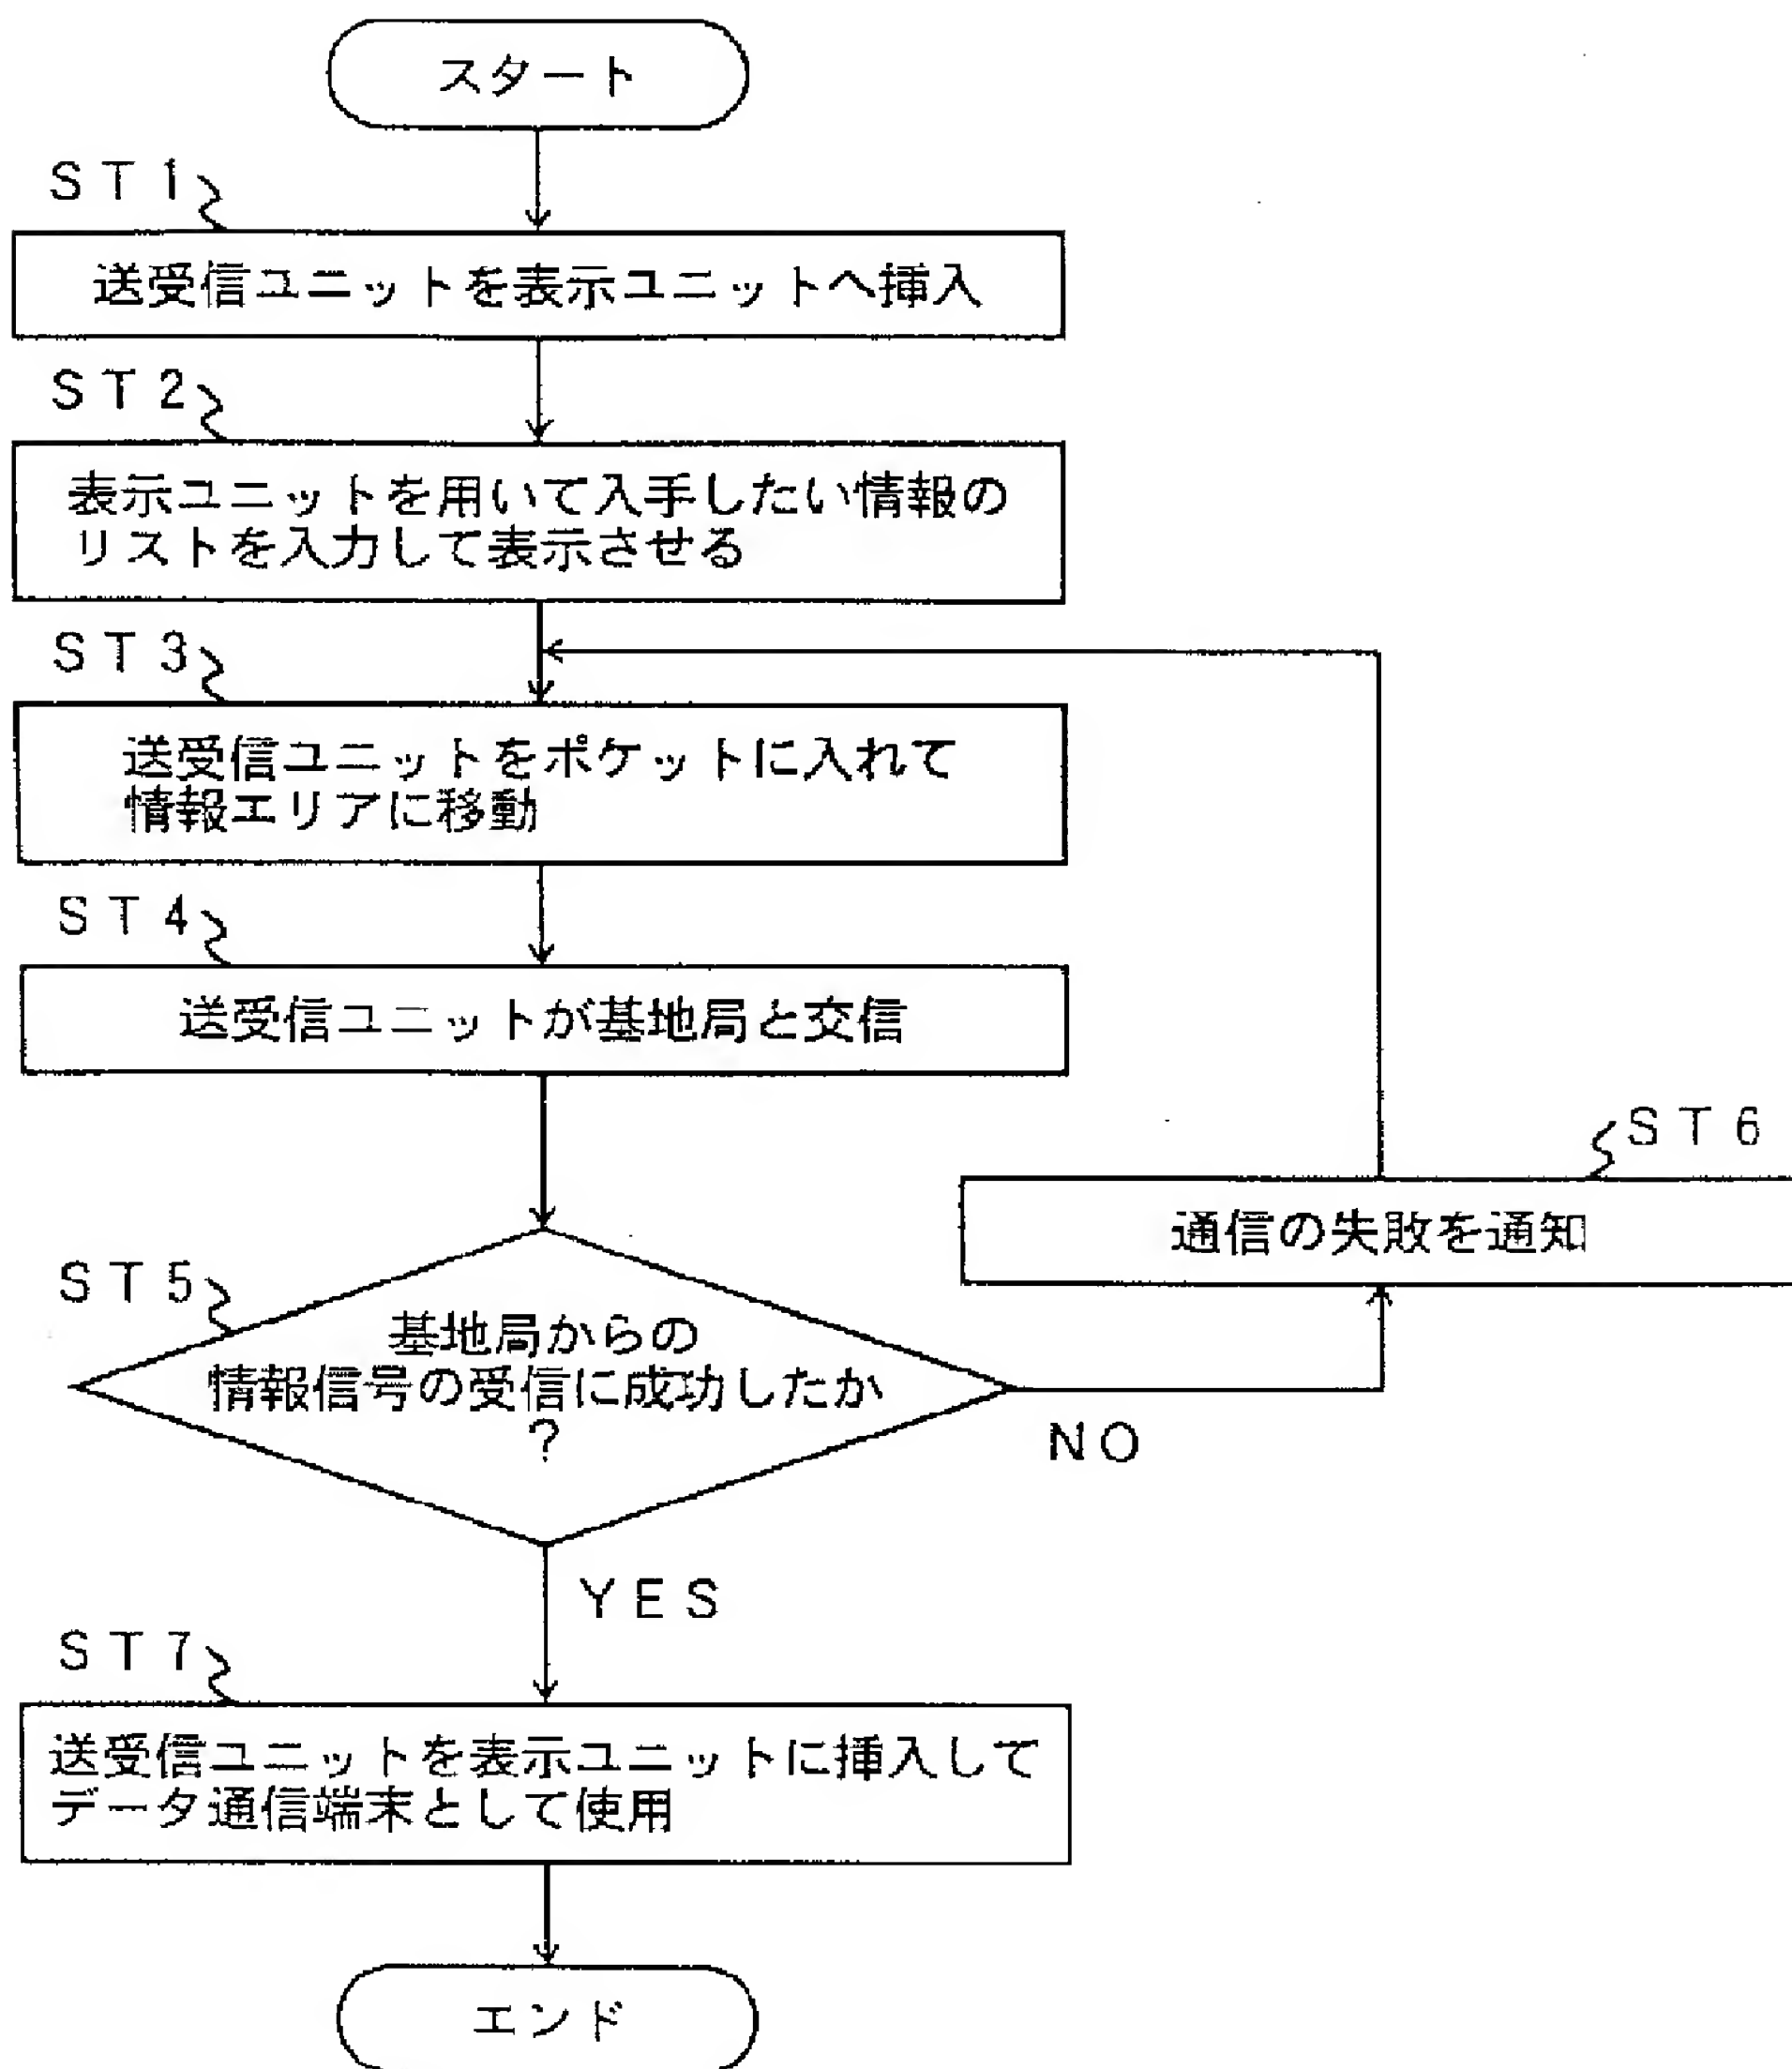 スタート
ST1
送受信ユニットを表示ユニットへ挿入
ST2
表示ユニットを用いて入手したい情報の
リストを入力して表示させる
ST3
送受信ユニットをポケットに入れて
情報エリアに移動
ST4
送受信ユニットが基地局と交信
ST6
通信の失敗を通知
ST5
基地局からの
情報信号の受信に成功したか
?
NO
YES
ST7
送受信ユニットを表示ユニットに挿入して
データ通信端末として使用
エンド